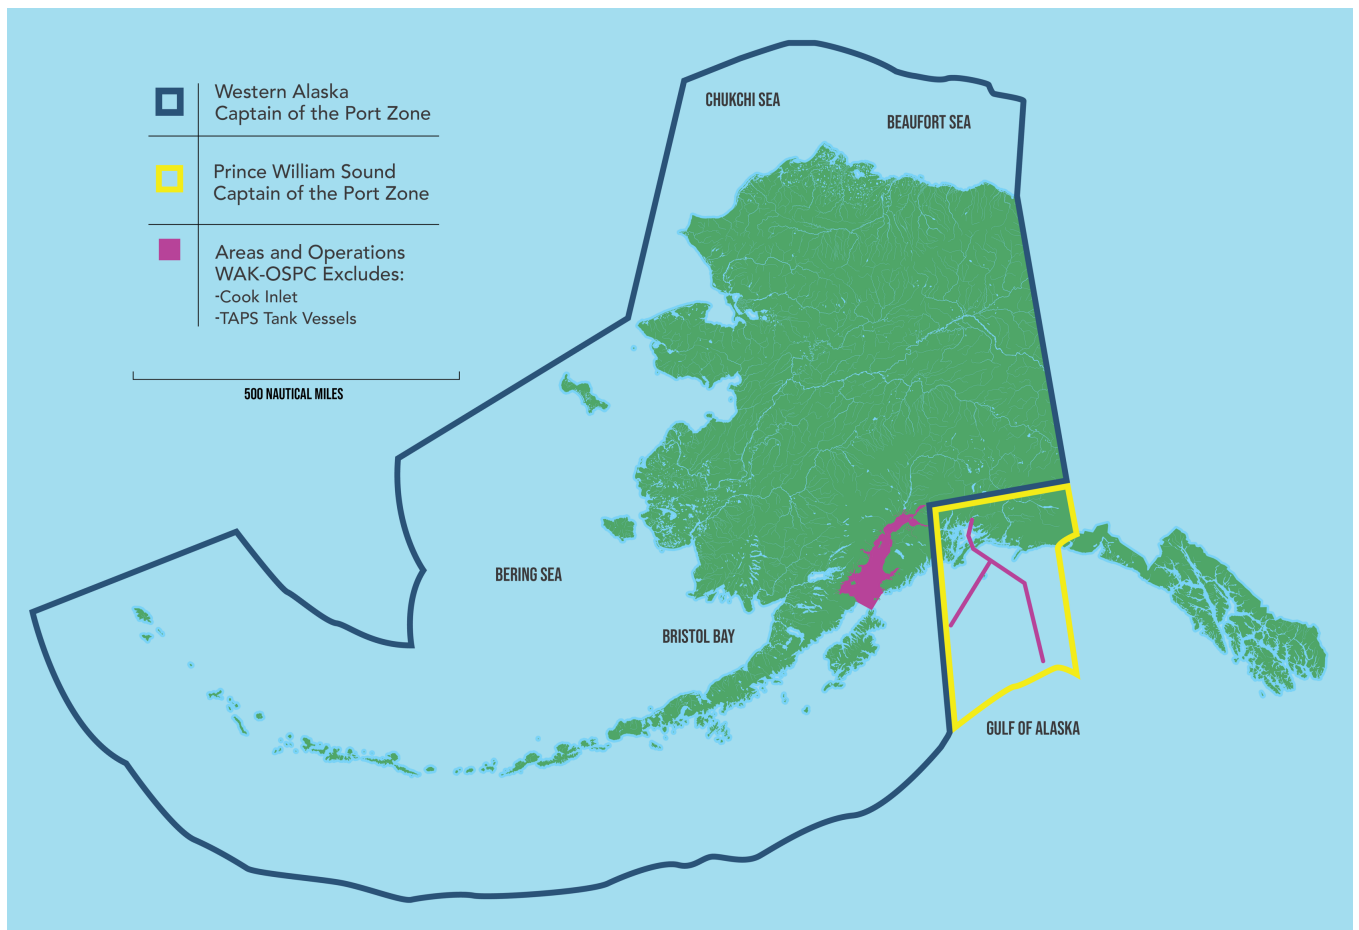 Western Alaska
Captain of the Port Zone
Prince William Sound
Captain of the Port Zone
Areas and Operations
WAK-OSPC Excludes:
-Cook Inlet
-TAPS Tank Vessels
500 NAUTICAL MILES
CHUKCHI SEA
BEAUFORT SEA
BERING SEA
BRISTOL BAY
GULF OF ALASKA